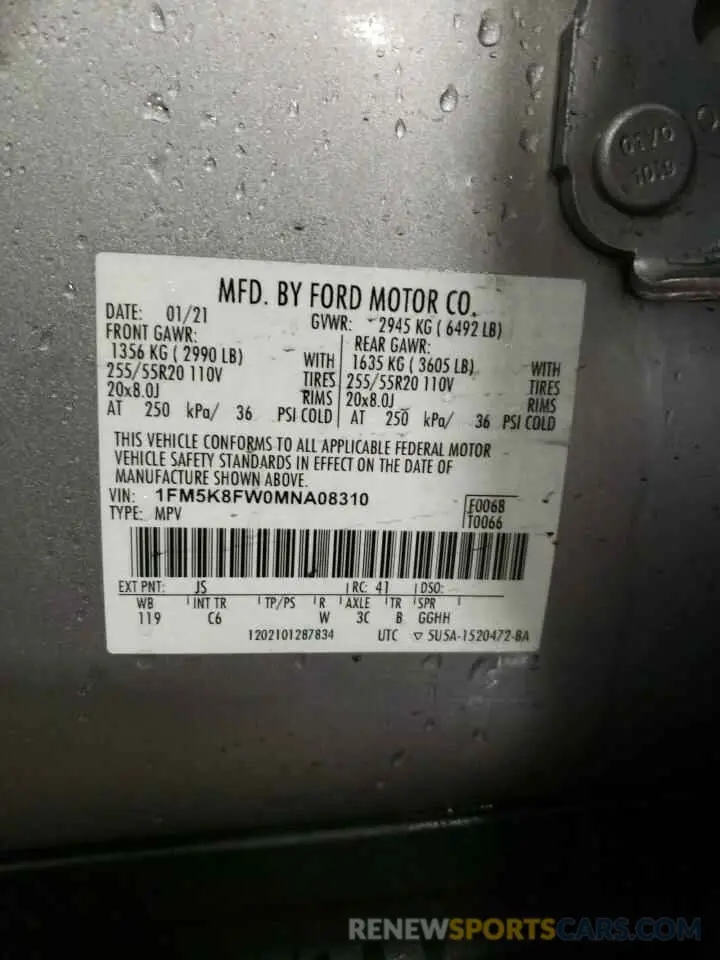 MFD. BY FORD MOTOR CO.
DATE: 01/21
GVWR: 2945 KG ( 6492 LB)
FRONT GAWR:
1356 KG ( 2990 LB) WITH
255/55R20 110V TIRES
20x8.0J RIMS
AT 250 kPa/ 36 PSI COLD
REAR GAWR:
1635 KG ( 3605 LB) WITH
255/55R20 110V TIRES
20x8.0J RIMS
AT 250 kPa/ 36 PSI COLD
THIS VEHICLE CONFORMS TO ALL APPLICABLE FEDERAL MOTOR
VEHICLE SAFETY STANDARDS IN EFFECT ON THE DATE OF
MANUFACTURE SHOWN ABOVE.
VIN: 1FM5K8FW0MNA08310
TYPE: MPV
F0068
T0066
EXT PNT: JS RC: 41 DSO:
WB INT TR TP/PS R AXLE TR SPR
119 C6 W 3C B GGHH
1202101287834 UTC ▽ 5U5A-1520472-BA
RENEWSPORTSCARS.COM